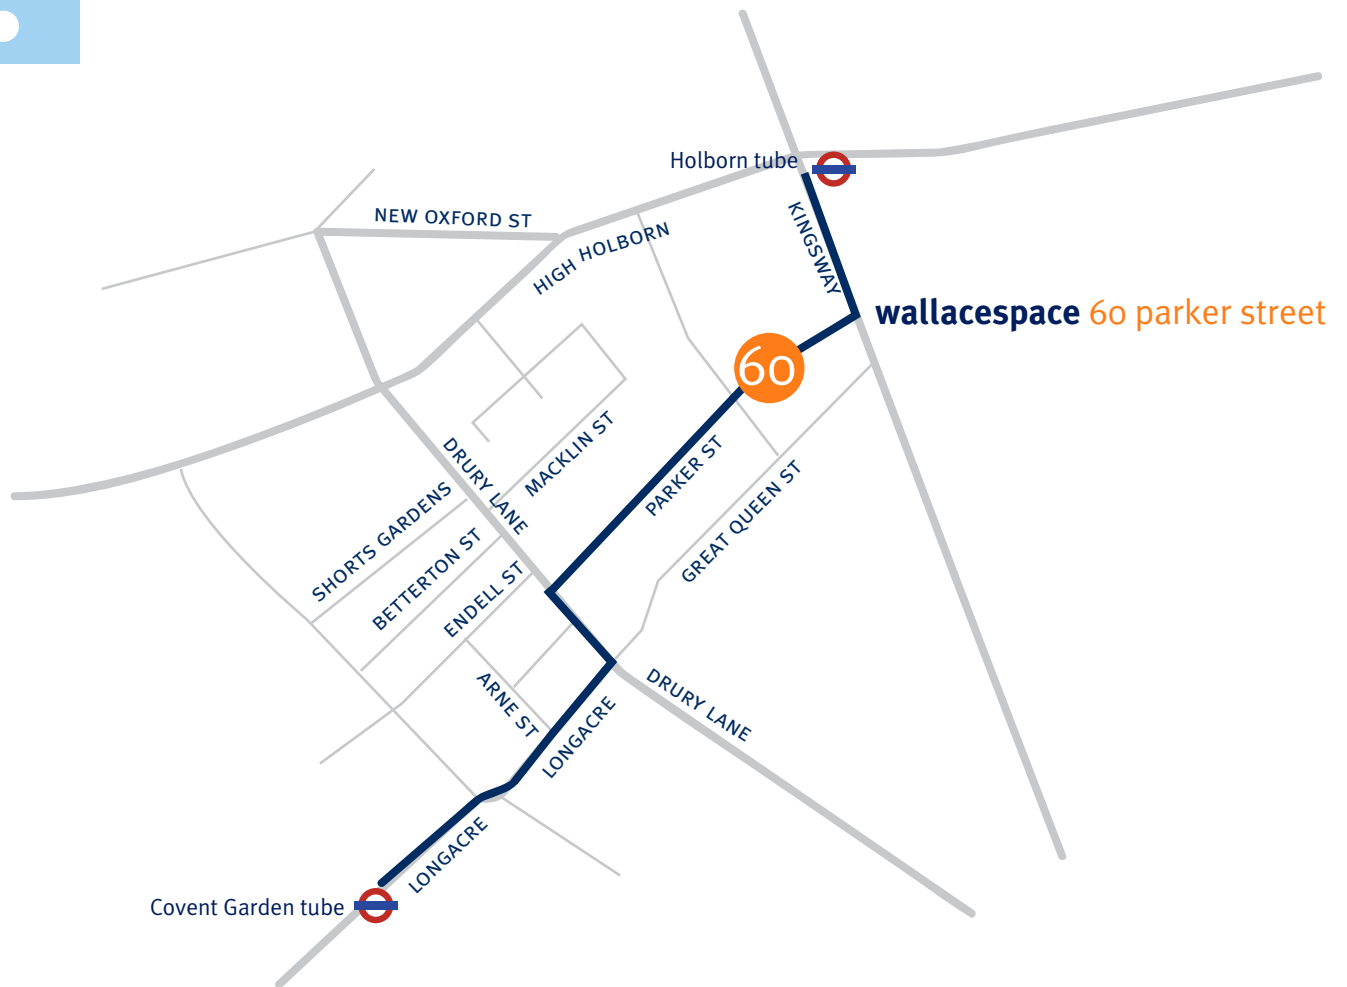 Holborn tube
NEW OXFORD ST
HIGH HOLBORN
KINGSWAY
wallacespace 60 parker street
60
MACKLIN ST
DRURY LANE
PARKER ST
SHORTS GARDENS
GREAT QUEEN ST
BETTERTON ST
ENDELL ST
ARNE ST
DRURY LANE
LONGACRE
LONGACRE
Covent Garden tube